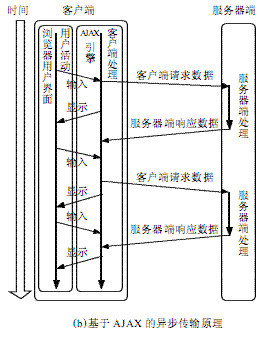 时间
客户端
服务器端
浏览器用户界面
用户活动
AJAX引擎
客户端处理
输入
显示
输入
显示
输入
显示
客户端请求数据
服务器端响应数据
客户端请求数据
服务器端响应数据
服务器端处理
服务器端处理
(b)基于 AJAX 的异步传输原理